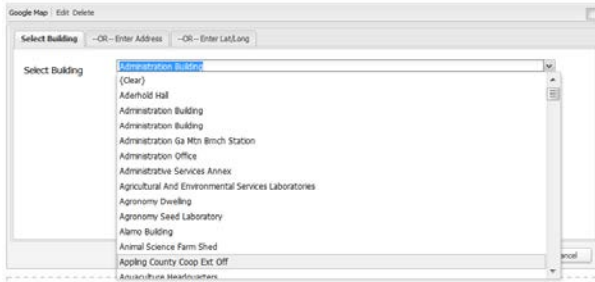 Google Map Edit Delete
Select Building --OR-- Enter Address --OR-- Enter Lat/Long
Select Building Administration Building
{Clear}
Aderhold Hall
Administration Building
Administration Building
Administration Ga Mtn Brnch Station
Administration Office
Administrative Services Annex
Agricultural And Environmental Services Laboratories
Agronomy Dwelling
Agronomy Seed Laboratory
Alamo Building
Animal Science Farm Shed
Appling County Coop Ext Off
Aquaculture Headquarters